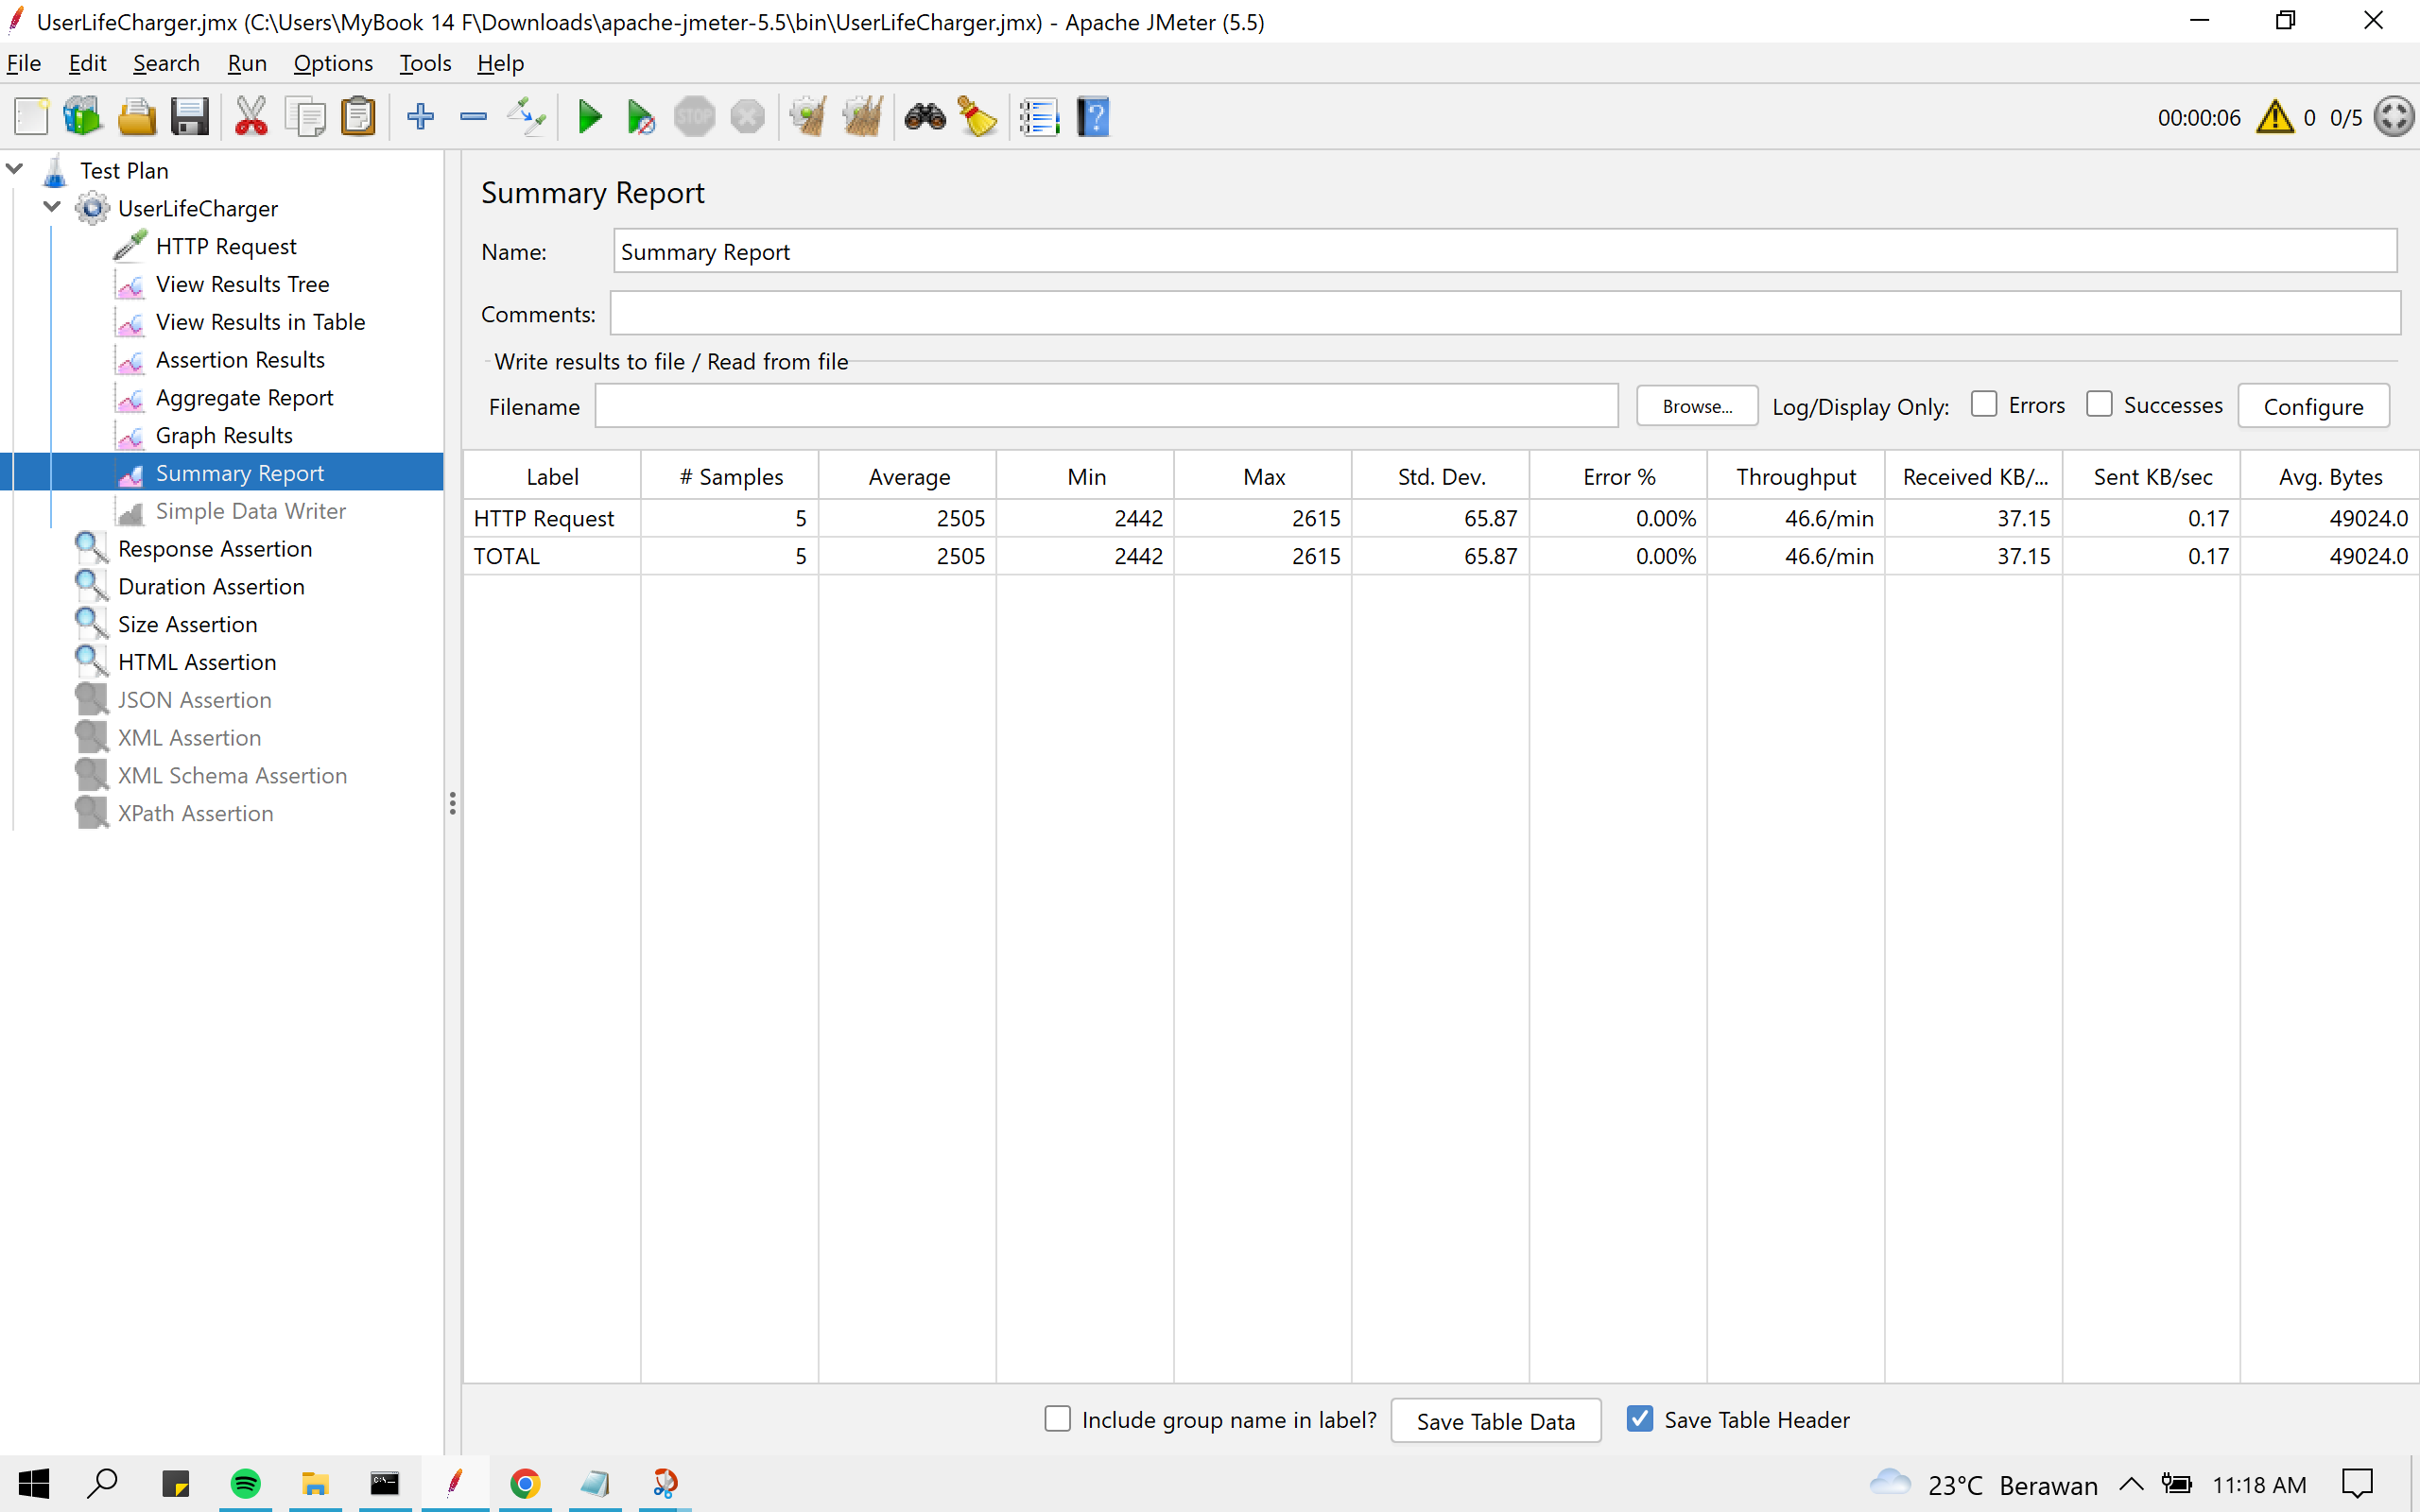 UserLifeCharger.jmx (C:\Users\MyBook 14 F\Downloads\apache-jmeter-5.5\bin\UserLifeCharger.jmx) - Apache JMeter (5.5)
File Edit Search Run Options Tools Help
STOP
00:00:06 0 0/5
Test Plan
UserLifeCharger
HTTP Request
View Results Tree
View Results in Table
Assertion Results
Aggregate Report
Graph Results
Summary Report
Simple Data Writer
Response Assertion
Duration Assertion
Size Assertion
HTML Assertion
JSON Assertion
XML Assertion
XML Schema Assertion
XPath Assertion
Summary Report
Name: Summary Report
Comments:
Write results to file / Read from file
Filename Browse... Log/Display Only: Errors Successes Configure
Label # Samples Average Min Max Std. Dev. Error % Throughput Received KB/... Sent KB/sec Avg. Bytes
HTTP Request 5 2505 2442 2615 65.87 0.00% 46.6/min 37.15 0.17 49024.0
TOTAL 5 2505 2442 2615 65.87 0.00% 46.6/min 37.15 0.17 49024.0
Include group name in label? Save Table Data Save Table Header
23°C Berawan 11:18 AM